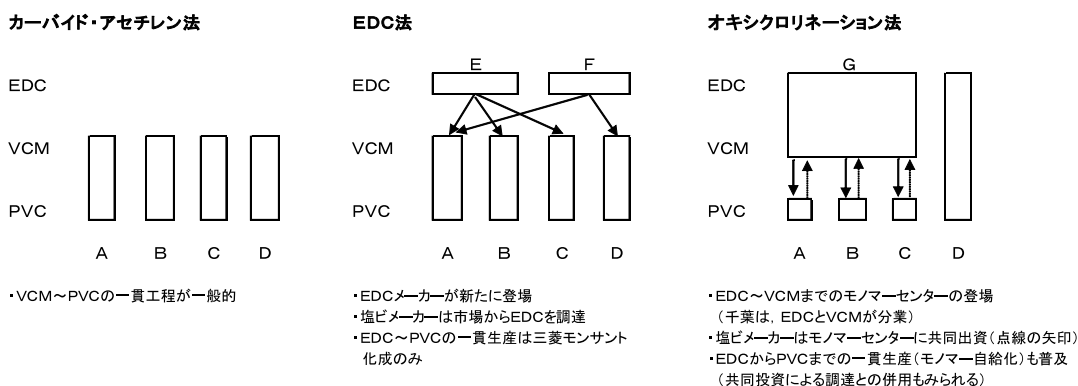 カーバイド・アセチレン法
EDC
VCM
PVC
A B C D
・VCM～PVCの一貫工程が一般的
EDC法
E F
EDC
VCM
PVC
A B C D
・EDCメーカーが新たに登場
・塩ビメーカーは市場からEDCを調達
・EDC～PVCの一貫生産は三菱モンサント
化成のみ
オキシクロリネーション法
G
EDC
VCM
PVC
A B C D
・EDC～VCMまでのモノマーセンターの登場
（千葉は，EDCとVCMが分業）
・塩ビメーカーはモノマーセンターに共同出資（点線の矢印）
・EDCからPVCまでの一貫生産（モノマー自給化）も普及
（共同投資による調達との併用もみられる）